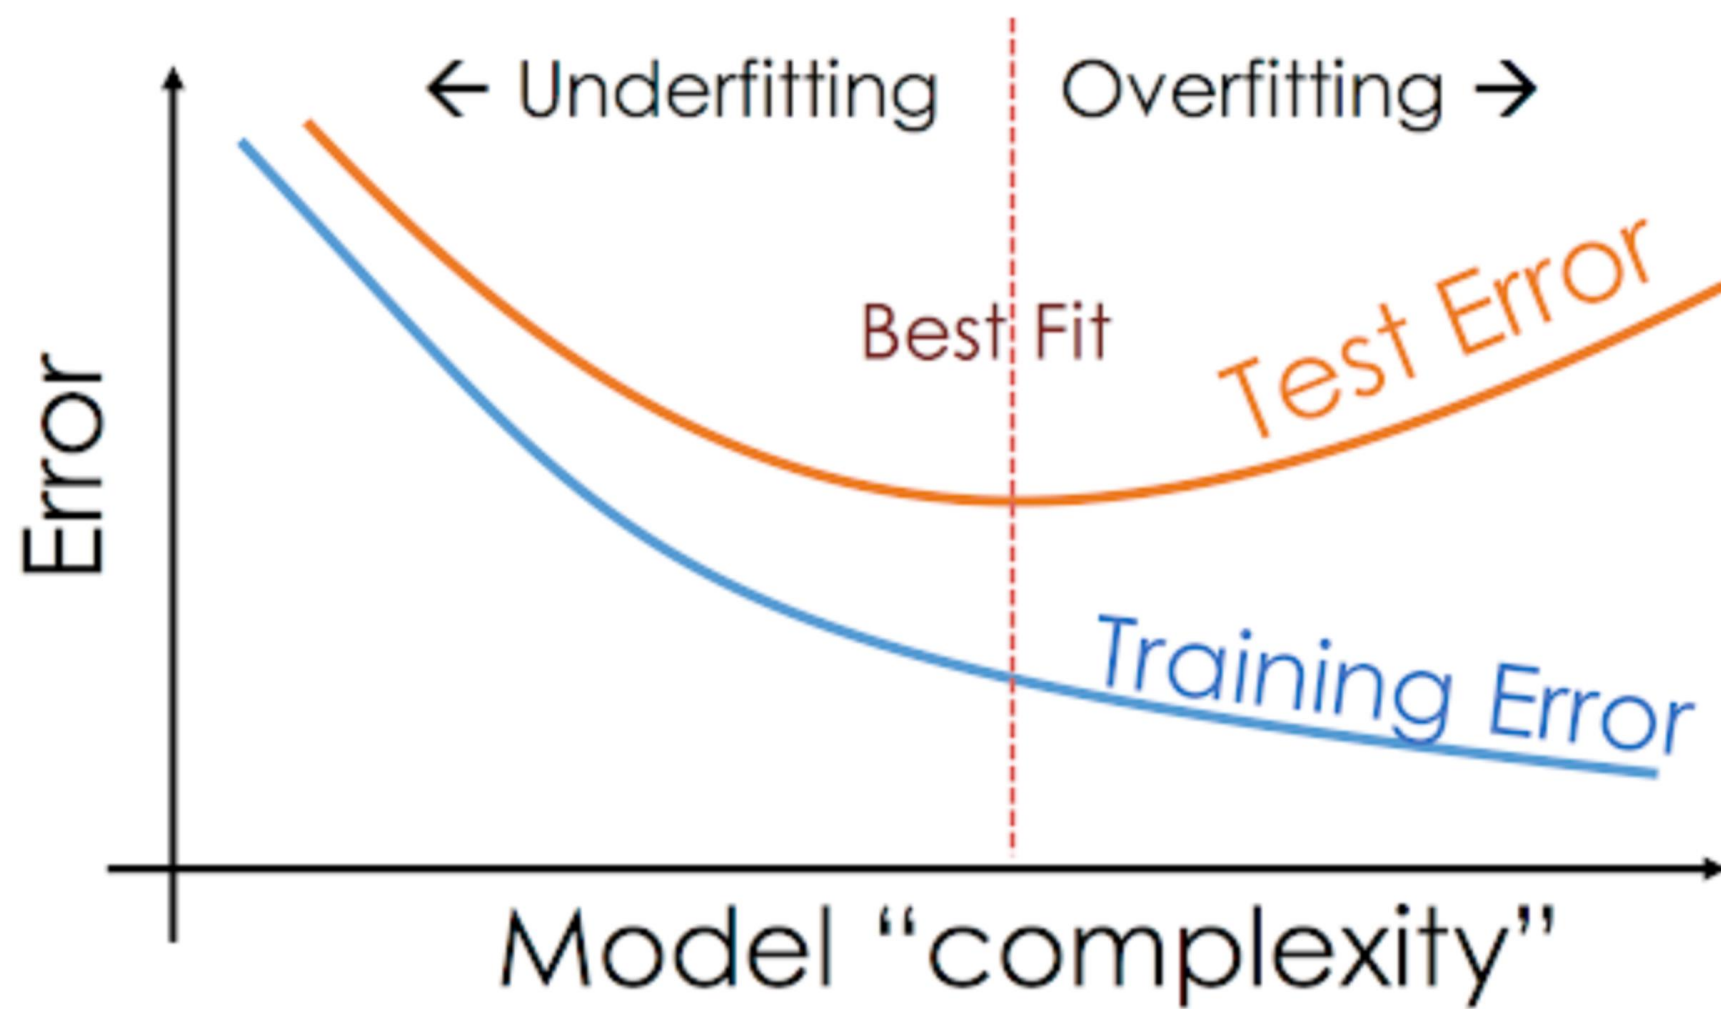 ← Underfitting
Overfitting →
Best Fit
Test Error
Error
Training Error
Model “complexity”